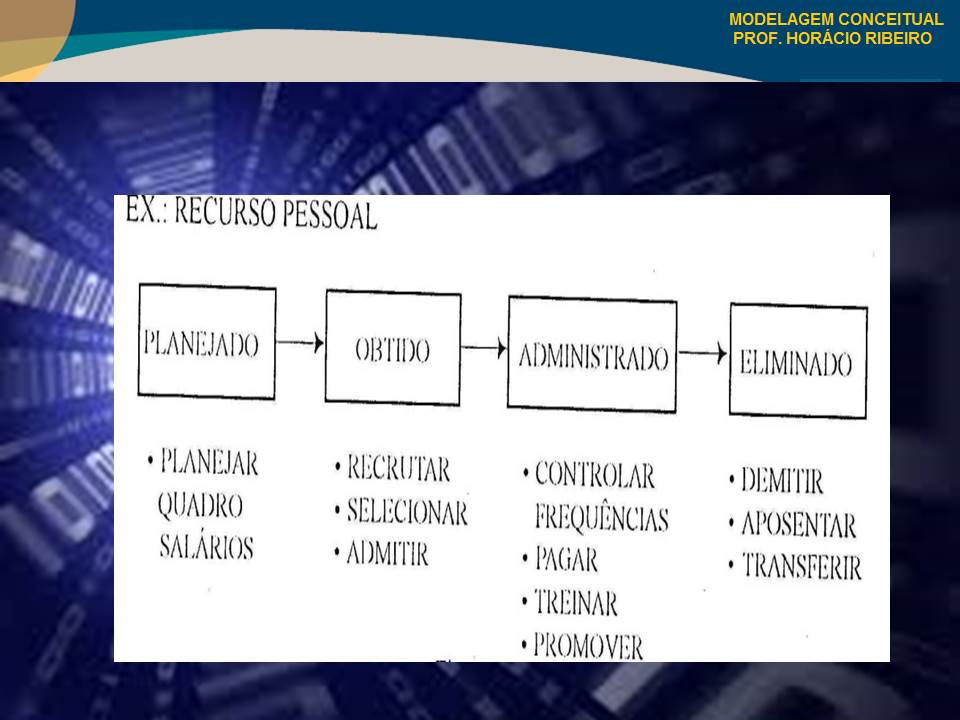 MODELAGEM CONCEITUAL
PROF. HORÁCIO RIBEIRO
EX.: RECURSO PESSOAL
PLANEJADO
OBTIDO
ADMINISTRADO
ELIMINADO
• PLANEJAR
QUADRO
SALÁRIOS
• RECRUTAR
• SELECIONAR
• ADMITIR
• CONTROLAR
FREQUÊNCIAS
• PAGAR
• TREINAR
• PROMOVER
• DEMITIR
• APOSENTAR
• TRANSFERIR